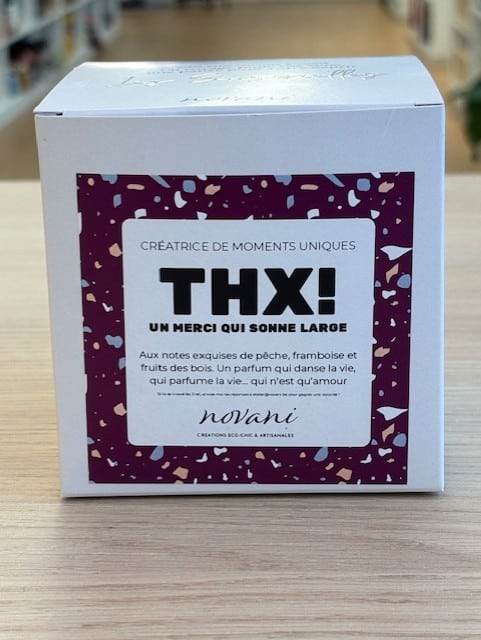 novani
CRÉATRICE DE MOMENTS UNIQUES
THX!
UN MERCI QUI SONNE LARGE
Aux notes exquises de pêche, framboise et
fruits des bois. Un parfum qui danse la vie,
qui parfume la vie... qui n'est qu'amour
novani
CRÉATIONS ECO-CHIC & ARTISANALES